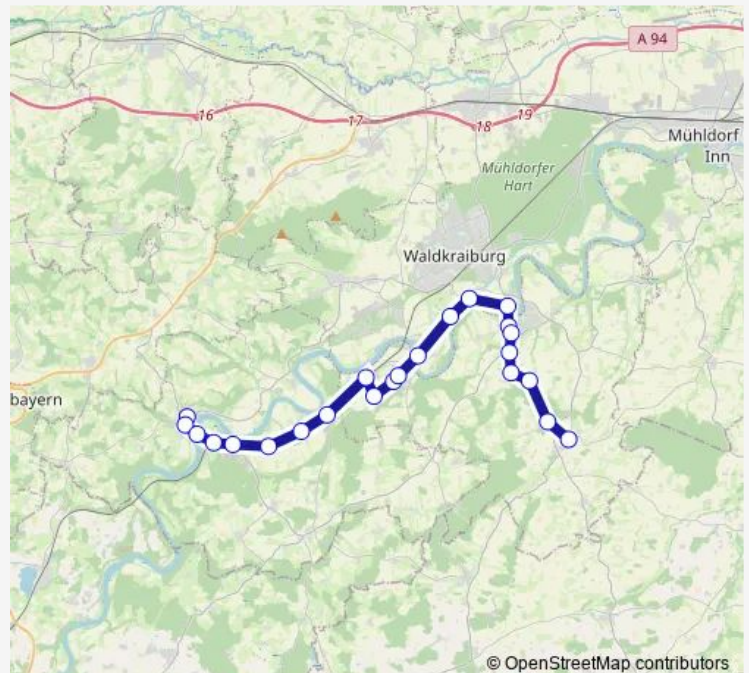 A 94
16
17
18
19
Mühldorf
Inn
Mühldorfer
Hart
Waldkraiburg
bayern
© OpenStreetMap contributors